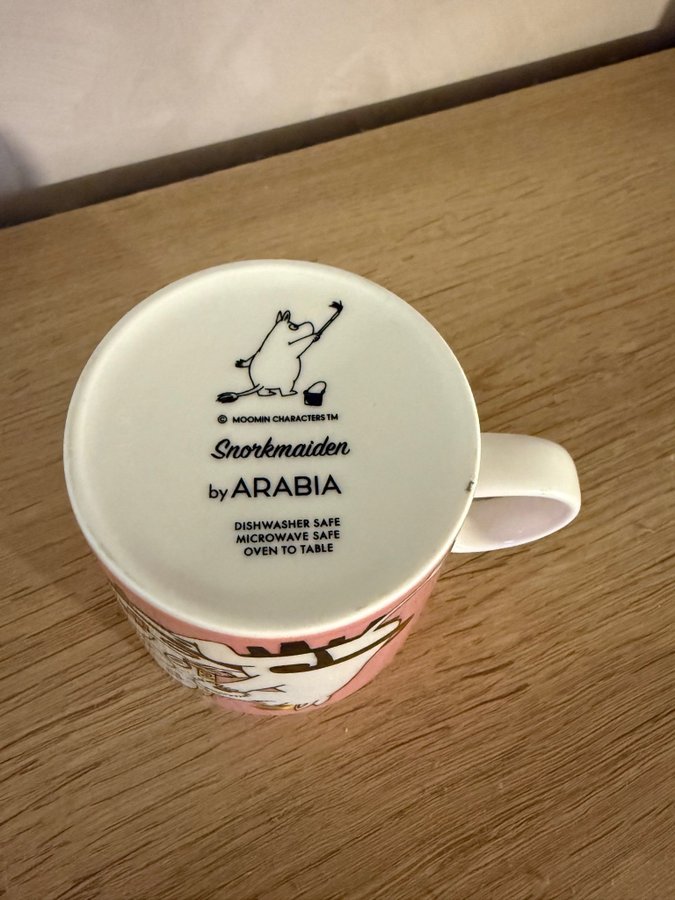 © MOOMIN CHARACTERS TM
Snorkmaiden
by ARABIA
DISHWASHER SAFE
MICROWAVE SAFE
OVEN TO TABLE